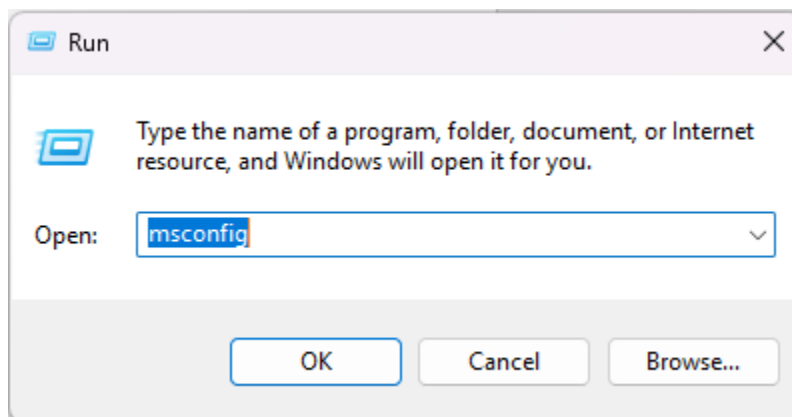 Run
Type the name of a program, folder, document, or Internet
resource, and Windows will open it for you.
Open: msconfig
OK Cancel Browse...